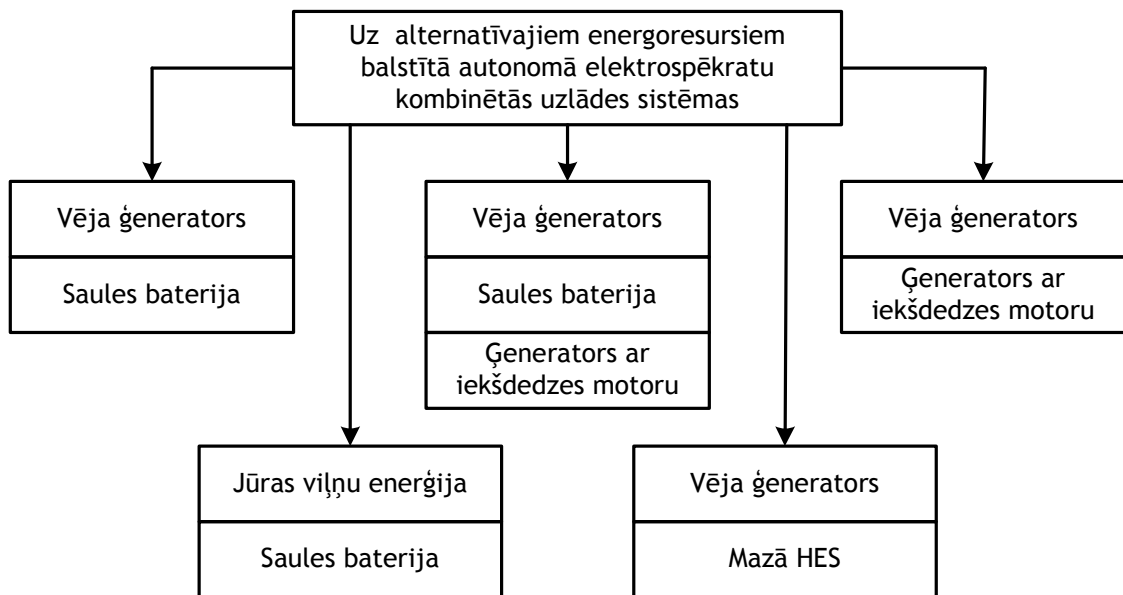 Uz alternatīvajiem energoresursiem
balstītā autonomā elektrospēkratu
kombinētās uzlādes sistēmas
Vēja ģenerators
Saules baterija
Vēja ģenerators
Saules baterija
Ģenerators ar
iekšdedzes motoru
Vēja ģenerators
Ģenerators ar
iekšdedzes motoru
Jūras viļņu enerģija
Saules baterija
Vēja ģenerators
Mazā HES